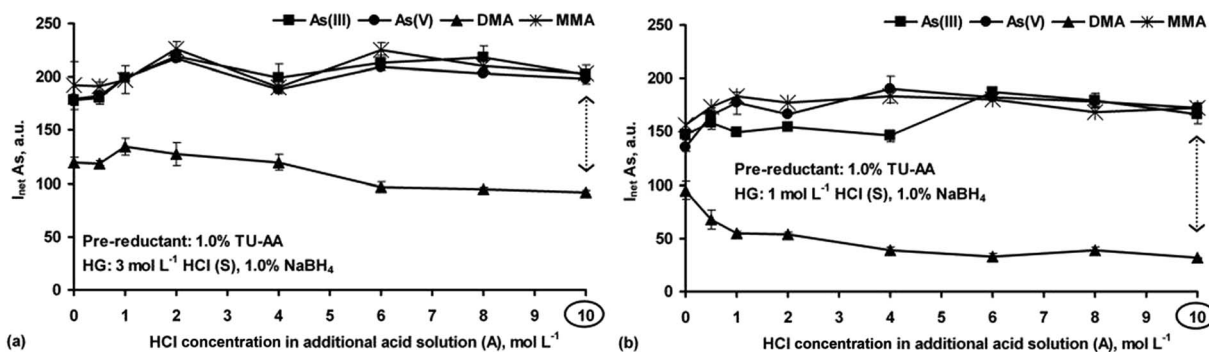 As(III) As(V) DMA MMA
250
200
150
100
50
0
I_net As, a.u.
Pre-reductant: 1.0% TU-AA
HG: 3 mol L⁻¹ HCl (S), 1.0% NaBH₄
0 1 2 3 4 5 6 7 8 9 10
(a) HCl concentration in additional acid solution (A), mol L⁻¹
As(III) As(V) DMA MMA
250
200
150
100
50
0
I_net As, a.u.
Pre-reductant: 1.0% TU-AA
HG: 1 mol L⁻¹ HCl (S), 1.0% NaBH₄
0 1 2 3 4 5 6 7 8 9 10
(b) HCl concentration in additional acid solution (A), mol L⁻¹